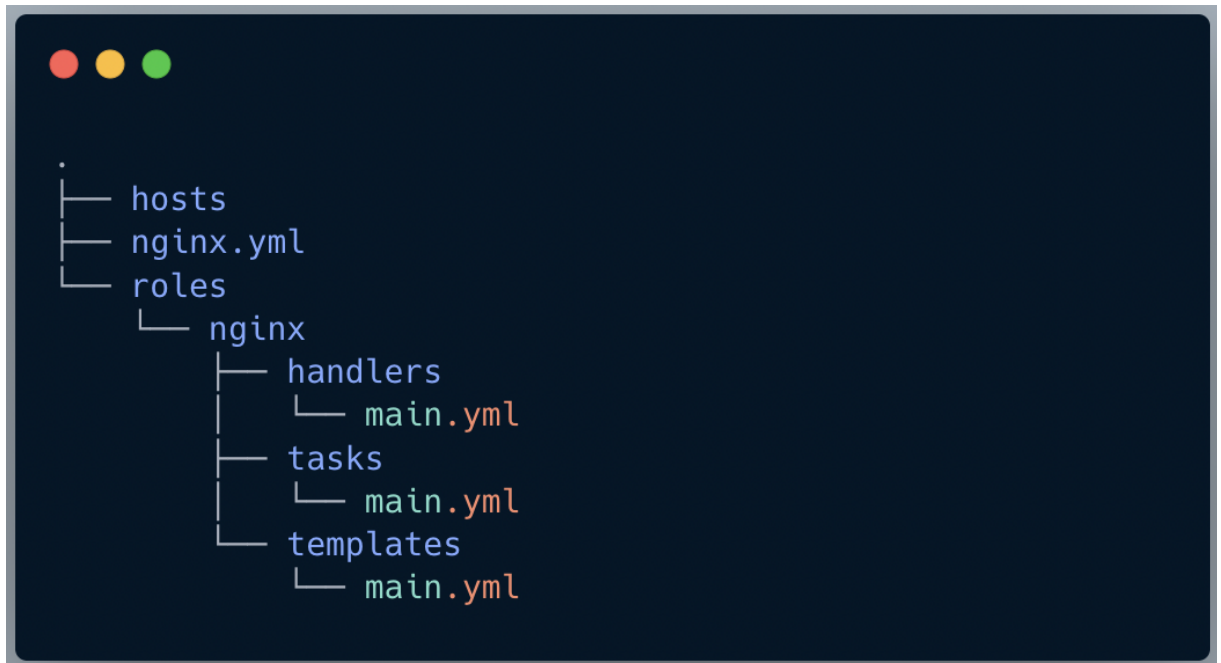 .
├── hosts
├── nginx.yml
└── roles
    └── nginx
        ├── handlers
        │   └── main.yml
        ├── tasks
        │   └── main.yml
        └── templates
            └── main.yml